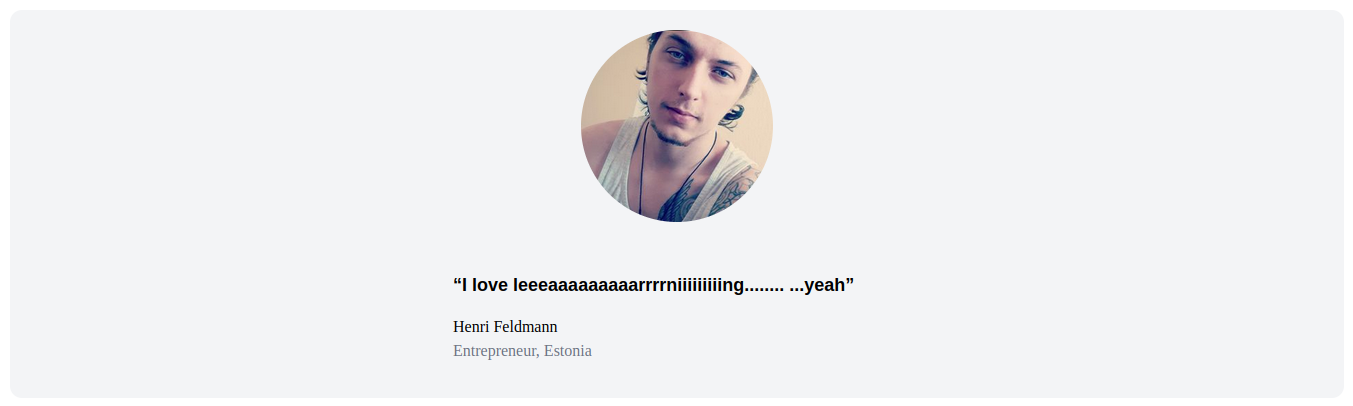 “I love leeeaaaaaaaaaarrrrniiiiiiiiing........ ...yeah”
Henri Feldmann
Entrepreneur, Estonia